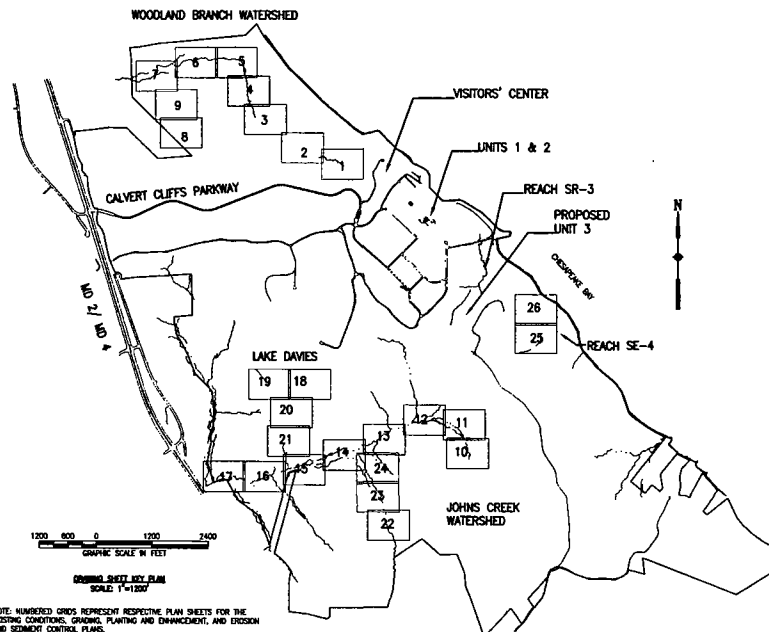 WOODLAND BRANCH WATERSHED
7
6
5
4
9
3
8
2
VISITORS' CENTER
UNITS 1 & 2
CALVERT CLIFFS PARKWAY
REACH SR-3
PROPOSED
UNIT 3
N
CHESAPEAKE BAY
MD 2/ MD 4
26
25
REACH SE-4
LAKE DAVIES
19
18
20
21
12
11
13
10
14
15
24
17
16
23
22
JOHNS CREEK
WATERSHED
1200 600 0 1200 2400
GRAPHIC SCALE IN FEET
DRAWING SHEET KEY PLAN
SCALE: 1"=1200'
OTE: NUMBERED GRIDS REPRESENT RESPECTIVE PLAN SHEETS FOR THE
XISTING CONDITIONS, GRADING, PLANTING AND ENHANCEMENT, AND EROSION
ND SEDIMENT CONTROL PLANS.